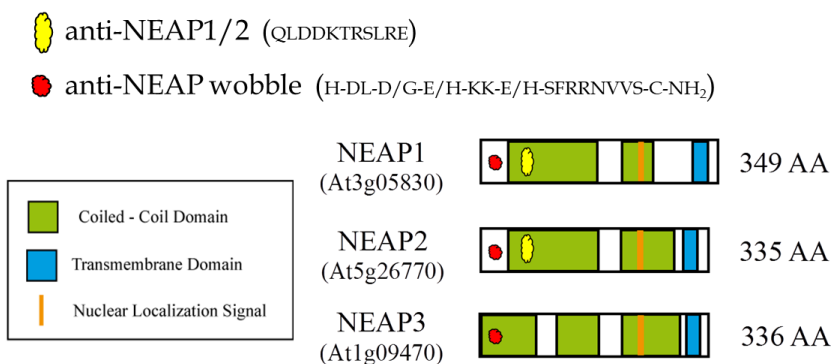 anti-NEAP1/2 (QLDDKTRSLRE)
anti-NEAP wobble (H-DL-D/G-E/H-KK-E/H-SFRRNVVS-C-NH₂)
NEAP1
(At3g05830)
349 AA
NEAP2
(At5g26770)
335 AA
NEAP3
(At1g09470)
336 AA
Coiled - Coil Domain
Transmembrane Domain
Nuclear Localization Signal